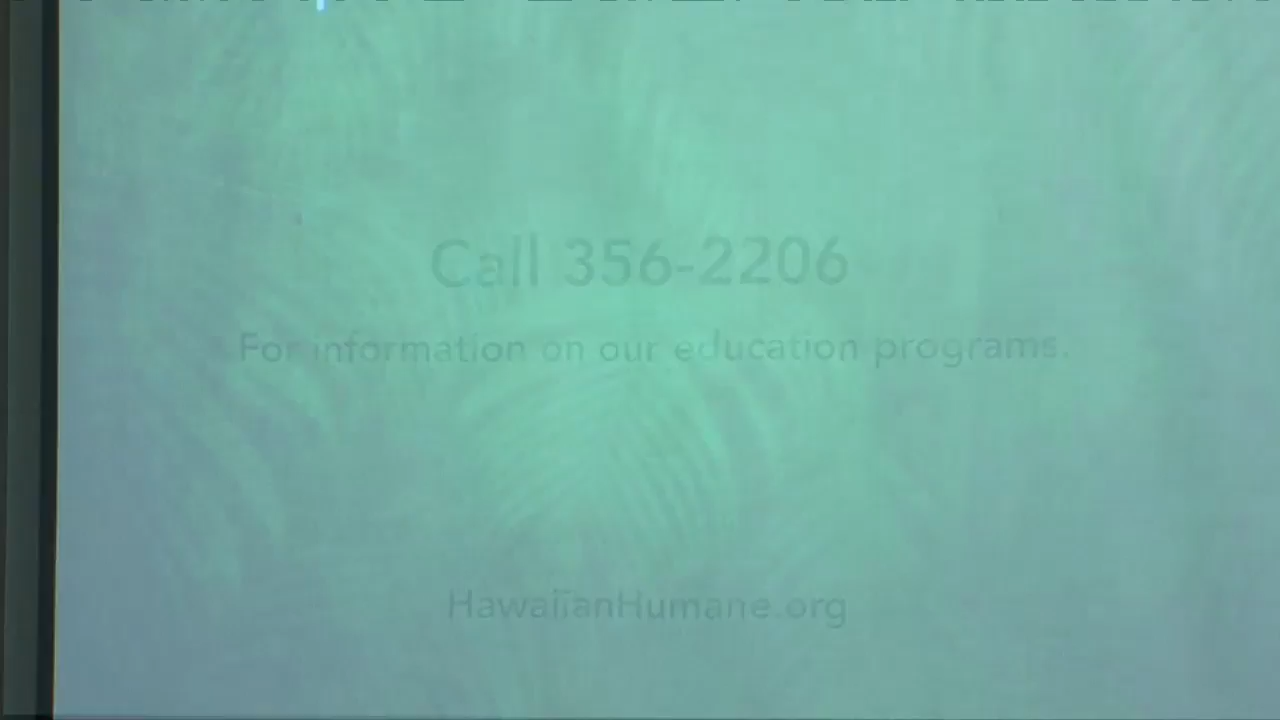 Call 356-2206
For information on our education programs.
HawaiianHumane.org